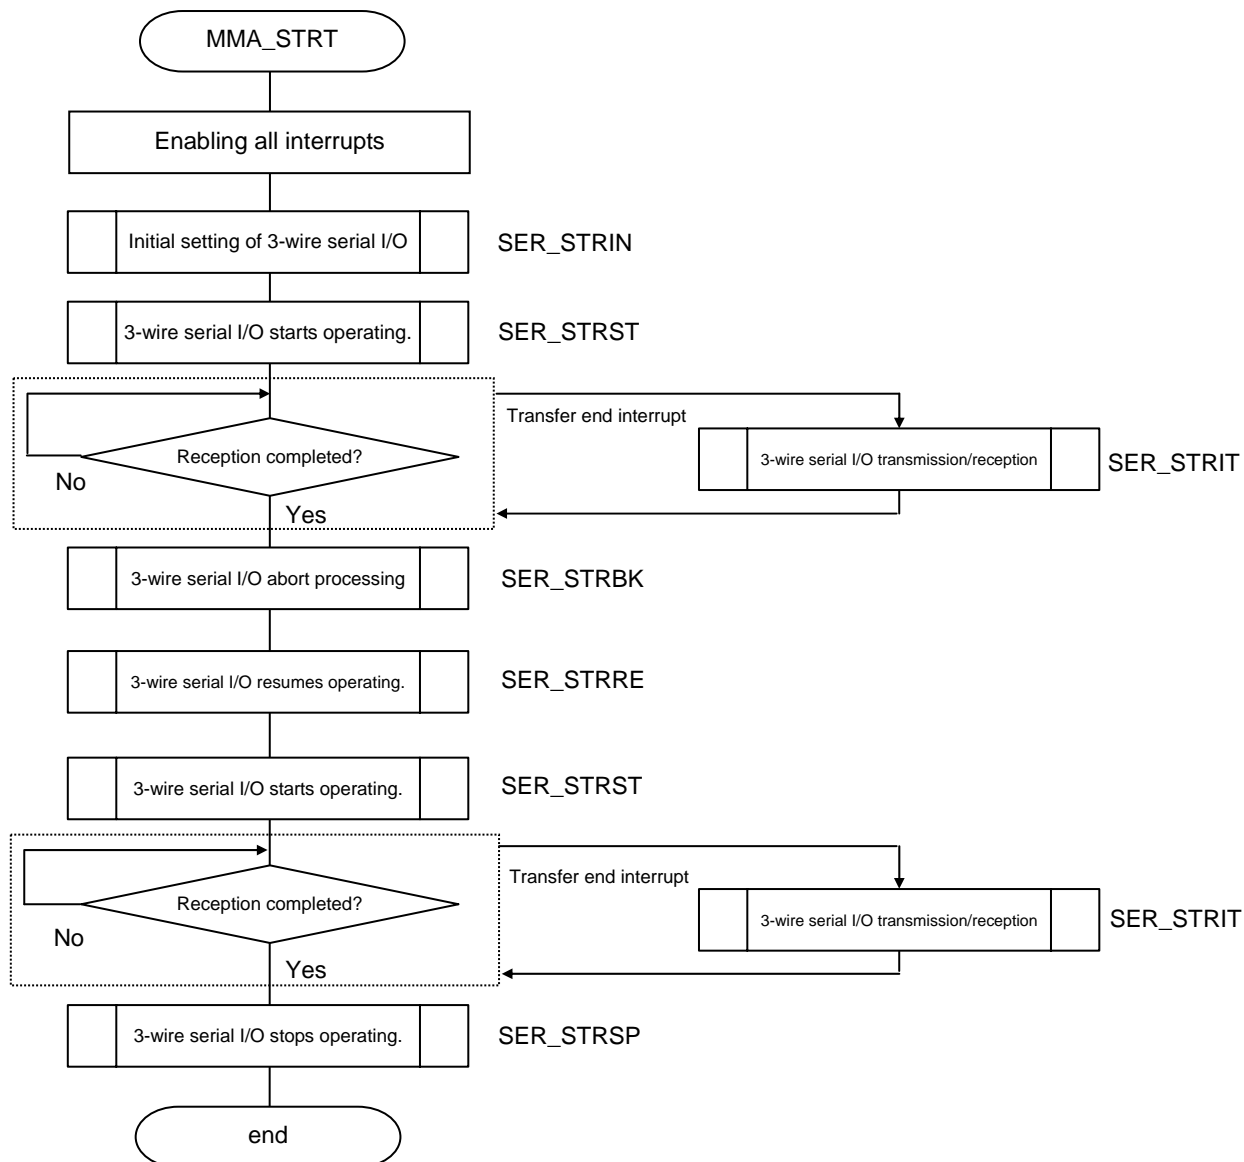 MMA_STRT
Enabling all interrupts
Initial setting of 3-wire serial I/O
SER_STRIN
3-wire serial I/O starts operating.
SER_STRST
Transfer end interrupt
Reception completed?
3-wire serial I/O transmission/reception
SER_STRIT
No
Yes
3-wire serial I/O abort processing
SER_STRBK
3-wire serial I/O resumes operating.
SER_STRRE
3-wire serial I/O starts operating.
SER_STRST
Transfer end interrupt
Reception completed?
3-wire serial I/O transmission/reception
SER_STRIT
No
Yes
3-wire serial I/O stops operating.
SER_STRSP
end